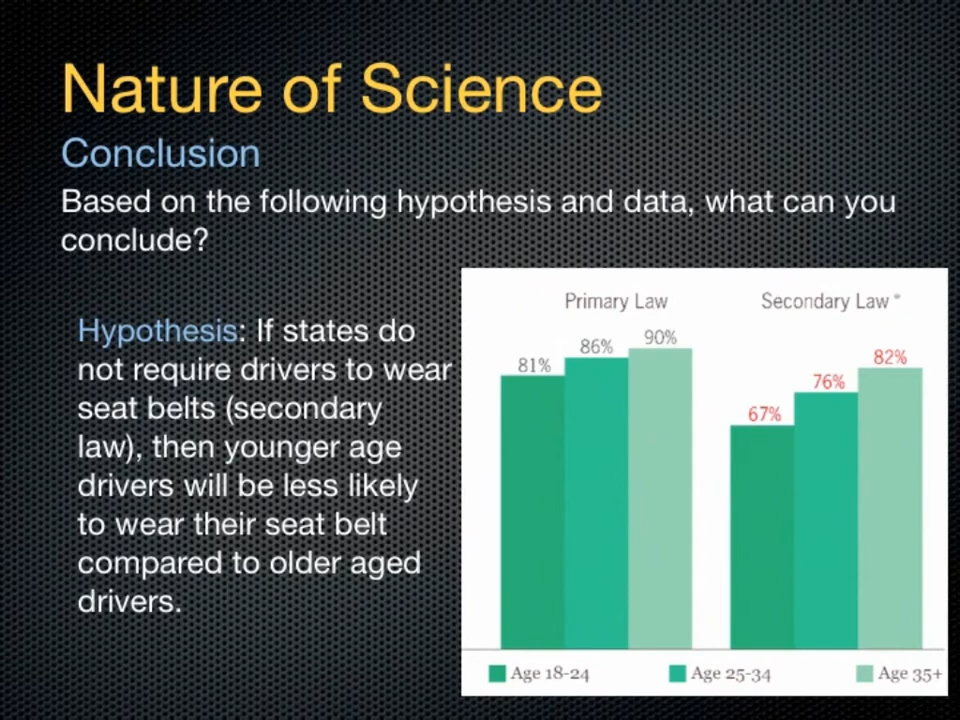 Nature of Science
Conclusion
Based on the following hypothesis and data, what can you
conclude?
Hypothesis: If states do
not require drivers to wear
seat belts (secondary
law), then younger age
drivers will be less likely
to wear their seat belt
compared to older aged
drivers.
Primary Law
81%
86%
90%
Secondary Law *
67%
76%
82%
Age 18-24
Age 25-34
Age 35+